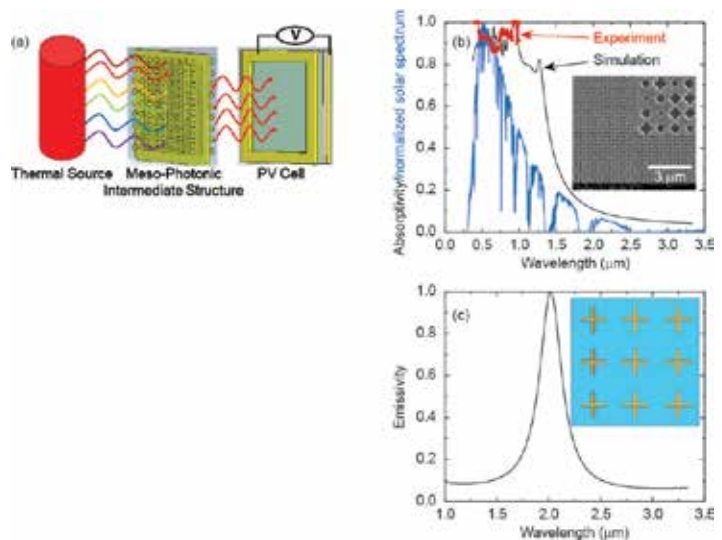 (a)
V
Thermal Source
Meso-Photonic
Intermediate Structure
PV Cell
(b)
Experiment
Simulation
3 μm
Absorptivity/normalized solar spectrum
1.0
0.8
0.6
0.4
0.2
0.0
0.0 0.5 1.0 1.5 2.0 2.5 3.0 3.5
Wavelength (μm)
(c)
Emissivity
1.0
0.8
0.6
0.4
0.2
0.0
1.0 1.5 2.0 2.5 3.0 3.5
Wavelength (μm)